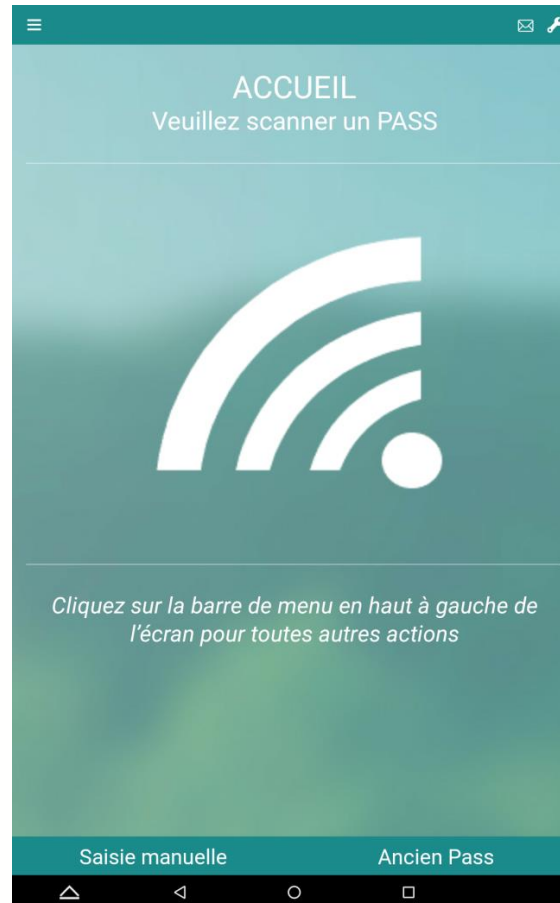 ACCUEIL
Veuillez scanner un PASS
Cliquez sur la barre de menu en haut à gauche de
l'écran pour toutes autres actions
Saisie manuelle
Ancien Pass